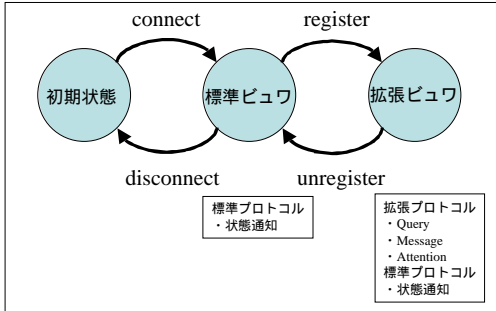 connect
register
初期状態
標準ビュワ
拡張ビュワ
disconnect
unregister
標準プロトコル
・状態通知
拡張プロトコル
・Query
・Message
・Attention
標準プロトコル
・状態通知